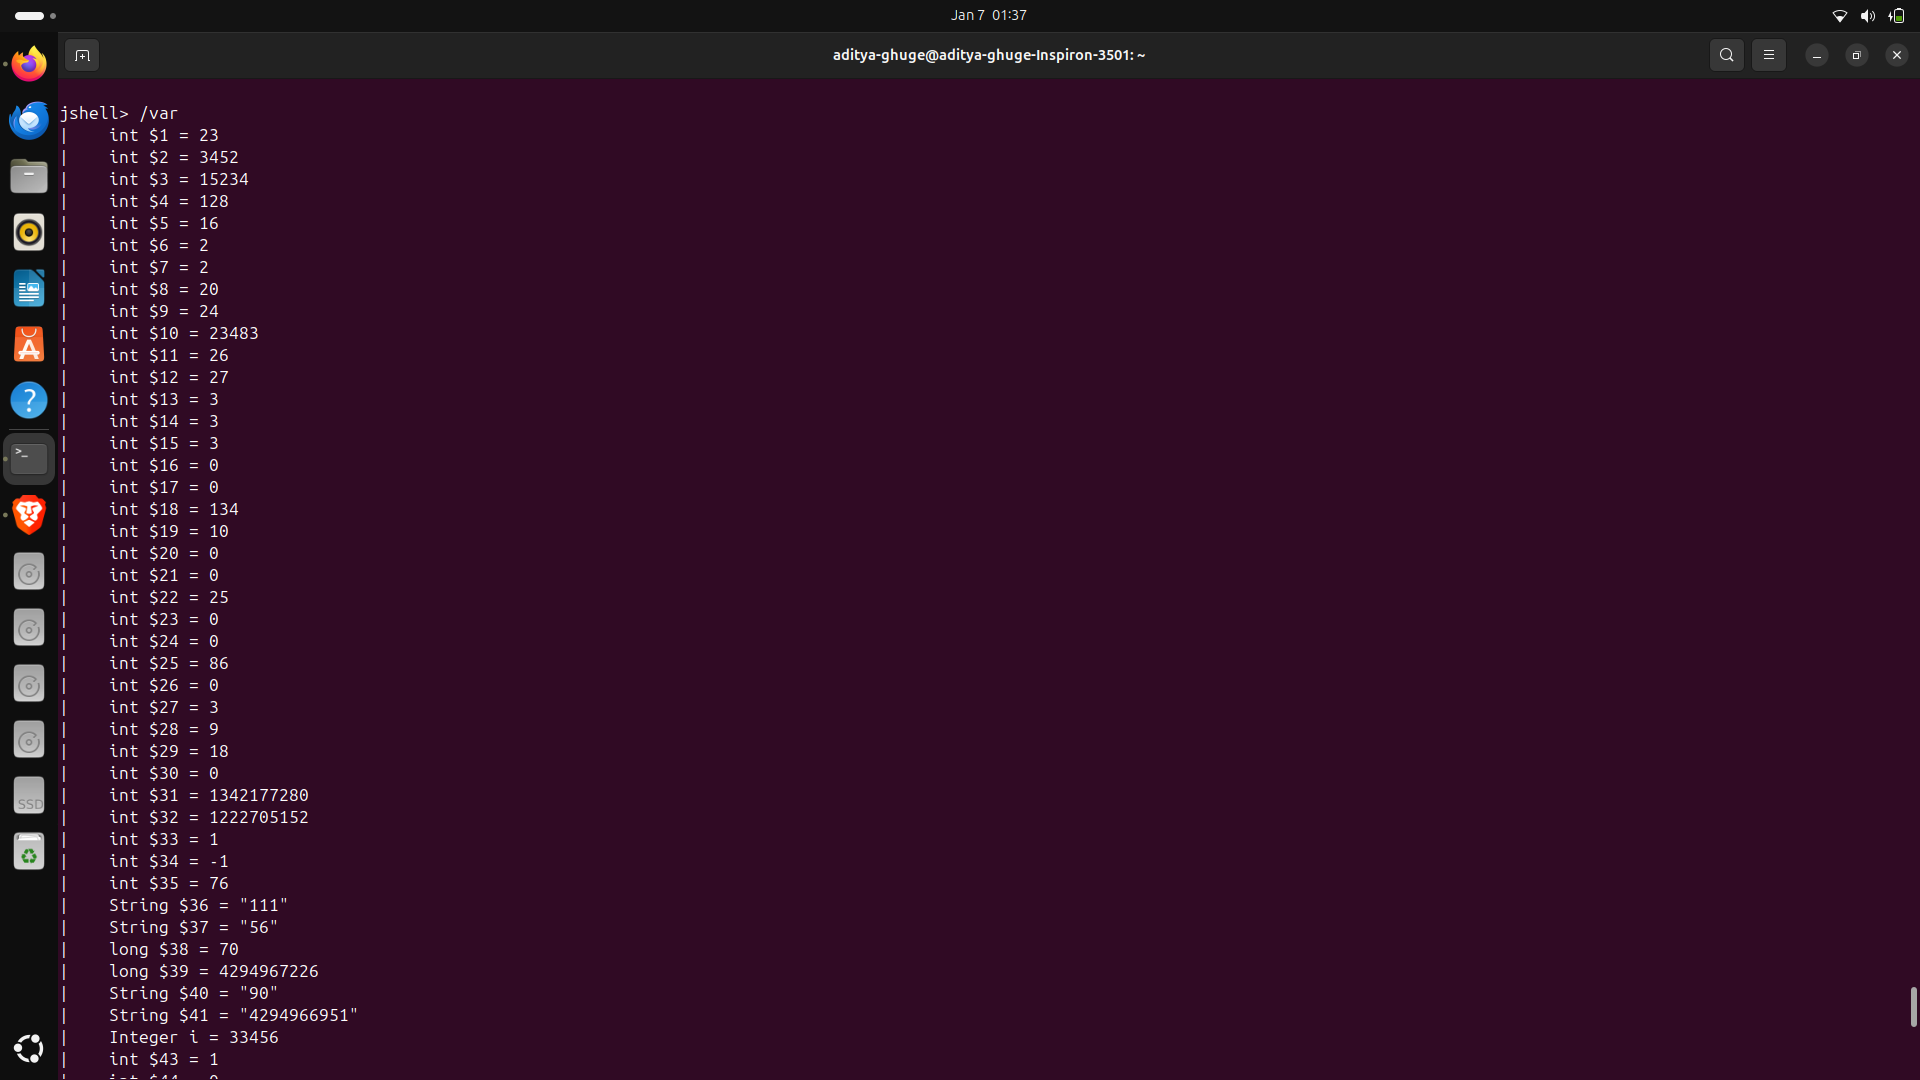 Jan 7 01:37
aditya-ghuge@aditya-ghuge-Inspiron-3501: ~
jshell> /var
|    int $1 = 23
|    int $2 = 3452
|    int $3 = 15234
|    int $4 = 128
|    int $5 = 16
|    int $6 = 2
|    int $7 = 2
|    int $8 = 20
|    int $9 = 24
|    int $10 = 23483
|    int $11 = 26
|    int $12 = 27
|    int $13 = 3
|    int $14 = 3
|    int $15 = 3
|    int $16 = 0
|    int $17 = 0
|    int $18 = 134
|    int $19 = 10
|    int $20 = 0
|    int $21 = 0
|    int $22 = 25
|    int $23 = 0
|    int $24 = 0
|    int $25 = 86
|    int $26 = 0
|    int $27 = 3
|    int $28 = 9
|    int $29 = 18
|    int $30 = 0
|    int $31 = 1342177280
|    int $32 = 1222705152
|    int $33 = 1
|    int $34 = -1
|    int $35 = 76
|    String $36 = "111"
|    String $37 = "56"
|    long $38 = 70
|    long $39 = 4294967226
|    String $40 = "90"
|    String $41 = "4294966951"
|    Integer i = 33456
|    int $43 = 1
SSD